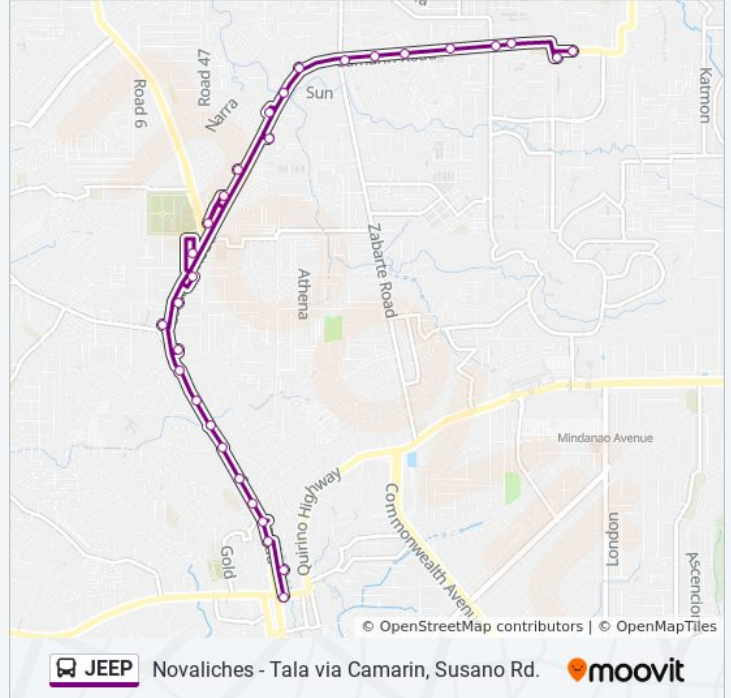 Road 47
Road 6
Narra
Sun
Katmon
Zabarte Road
Athena
Mindanao Avenue
Quirino Highway
Commonwealth Avenu
London
Gold
Ascencion
© OpenStreetMap contributors | © OpenMapTiles
JEEP Novaliches - Tala via Camarin, Susano Rd. moovit